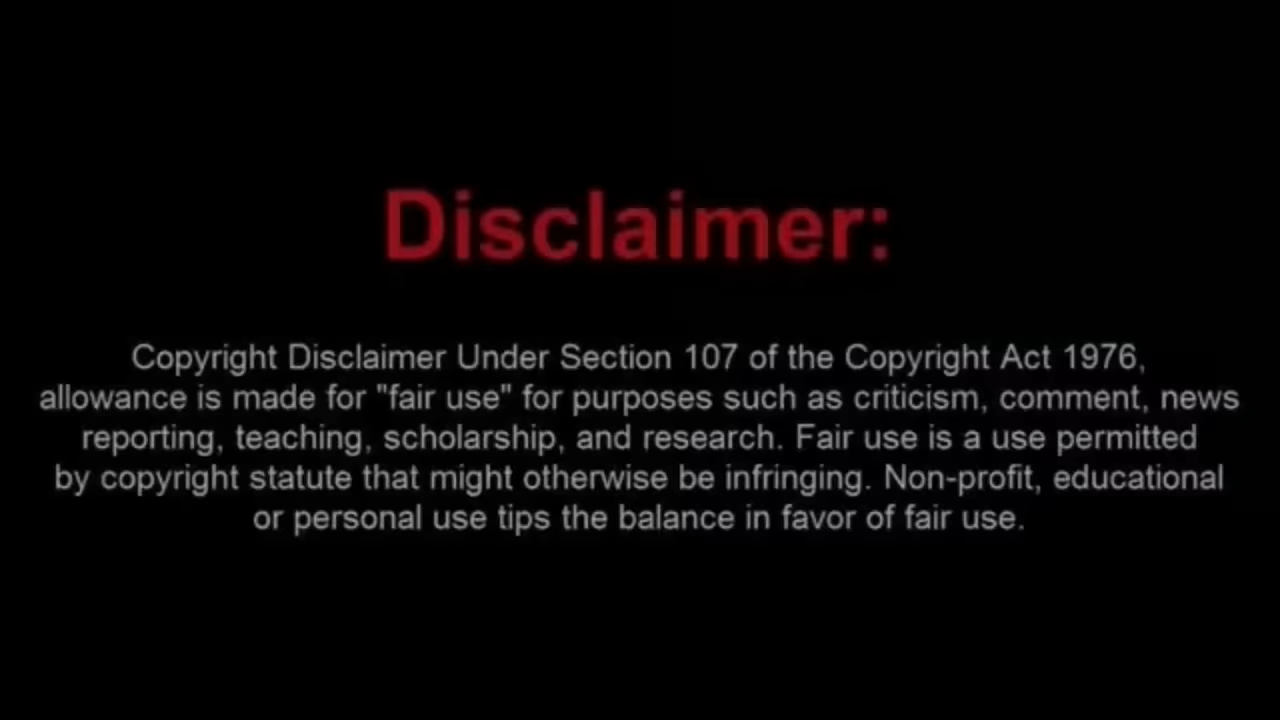 Disclaimer:
Copyright Disclaimer Under Section 107 of the Copyright Act 1976,
allowance is made for "fair use" for purposes such as criticism, comment, news
reporting, teaching, scholarship, and research. Fair use is a use permitted
by copyright statute that might otherwise be infringing. Non-profit, educational
or personal use tips the balance in favor of fair use.